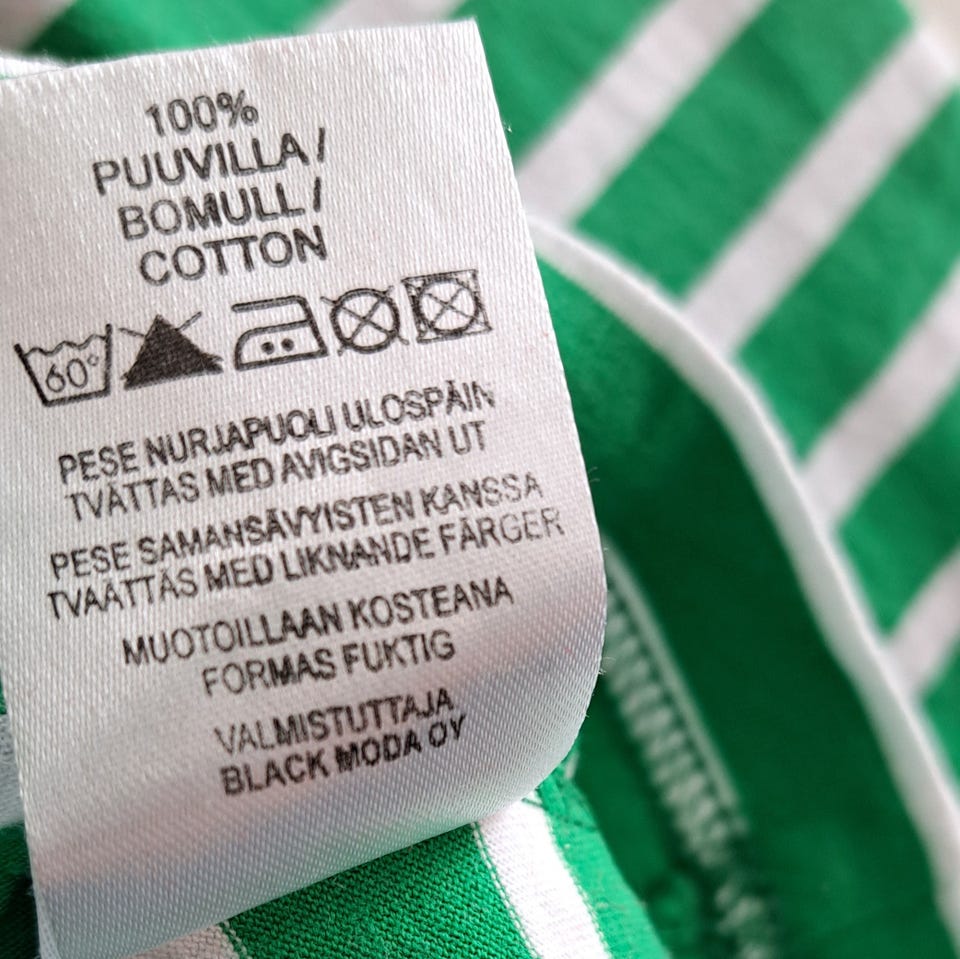 100%
PUUVILLA/
BOMULL/
COTTON
60°
PESE NURJAPUOLI ULOSPÄIN
TVÄTTAS MED AVIGSIDAN UT
PESE SAMANSÄVYISTEN KANSSA
TVAÄTTÄS MED LIKNANDE FÄRGER
MUOTOILLAAN KOSTEANA
FORMAS FUKTIG
VALMISTUTTAJA
BLACK MODA OY